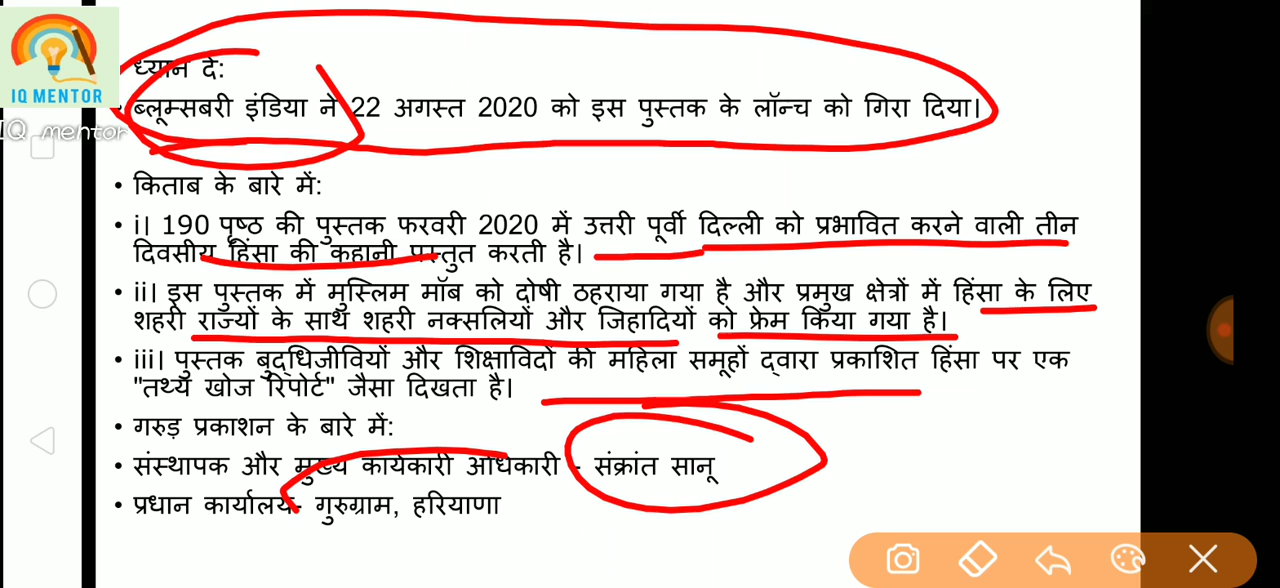 ध्यान दें:
IQ MENTOR
• ब्लूम्सबरी इंडिया ने 22 अगस्त 2020 को इस पुस्तक के लॉन्च को गिरा दिया।
IQ mentor
• किताब के बारे में:
• i। 190 पृष्ठ की पुस्तक फरवरी 2020 में उत्तरी पूर्वी दिल्ली को प्रभावित करने वाली तीन
दिवसीय हिंसा की कहानी प्रस्तुत करती है।
• ii। इस पुस्तक में मुस्लिम मॉब को दोषी ठहराया गया है और प्रमुख क्षेत्रों में हिंसा के लिए
शहरी राज्यों के साथ शहरी नक्सलियों और जिहादियों को फ्रेम किया गया है।
• iii। पुस्तक बुद्धिजीवियों और शिक्षाविदों की महिला समूहों द्वारा प्रकाशित हिंसा पर एक
"तथ्य खोज रिपोर्ट" जैसा दिखता है।
• गरुड़ प्रकाशन के बारे में:
• संस्थापक और मुख्य कार्यकारी अधिकारी - संक्रांत सानू
• प्रधान कार्यालय- गुरुग्राम, हरियाणा